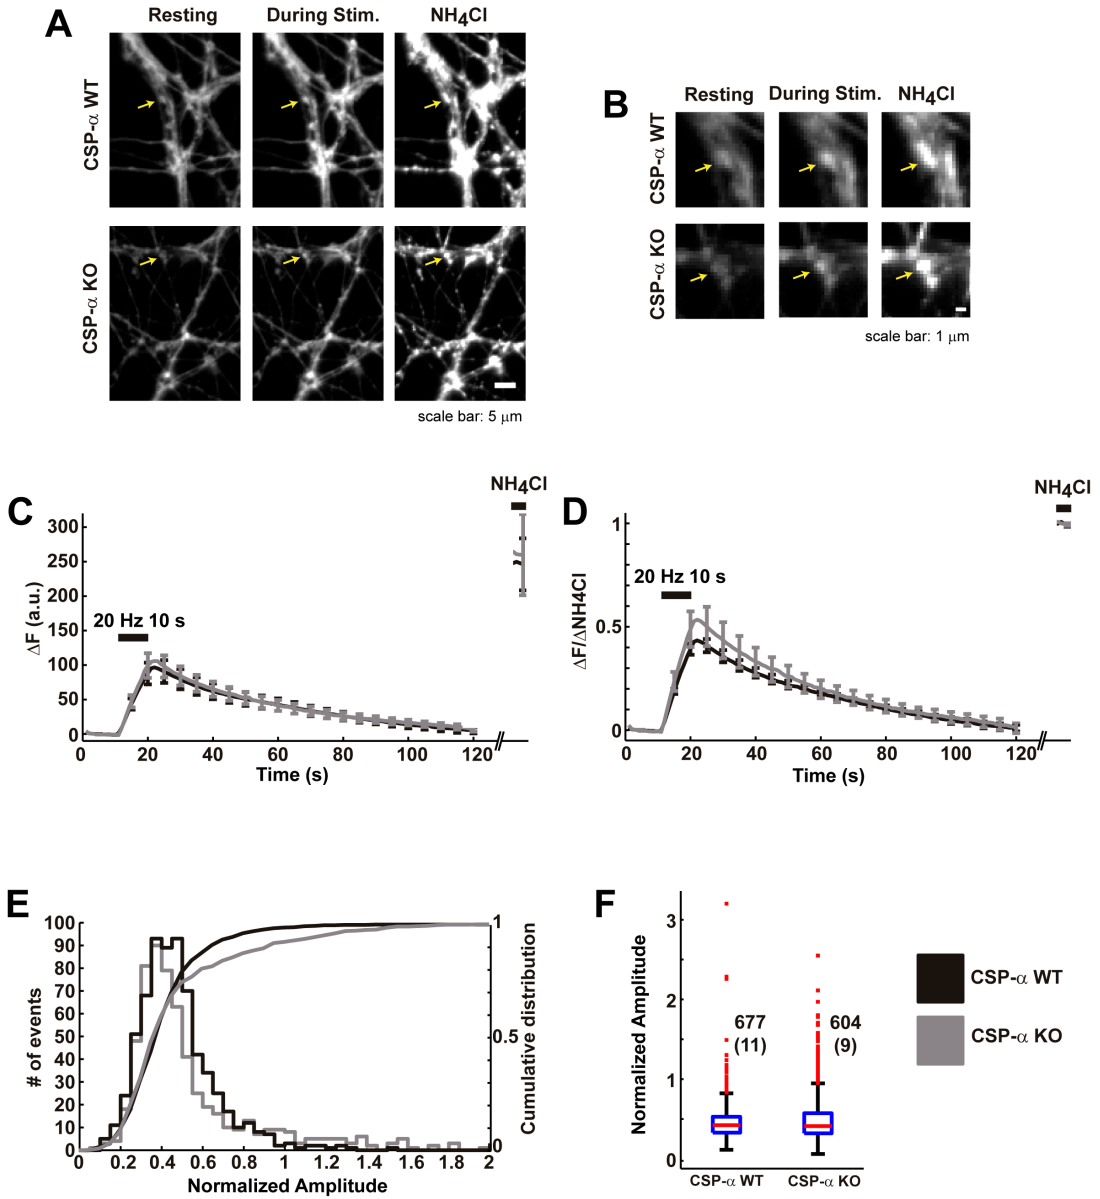 A
Resting During Stim. NH4Cl
CSP-α WT
CSP-α KO
scale bar: 5 μm
B
Resting During Stim. NH4Cl
CSP-α WT
CSP-α KO
scale bar: 1 μm
C
NH4Cl
20 Hz 10 s
ΔF (a.u.)
300
250
200
150
100
50
0
0 20 40 60 80 100 120
Time (s)
D
NH4Cl
20 Hz 10 s
ΔF/ΔNH4Cl
1
0.5
0
0 20 40 60 80 100 120
Time (s)
E
# of events
100
90
80
70
60
50
40
30
20
10
0
0 0.2 0.4 0.6 0.8 1 1.2 1.4 1.6 1.8 2
Normalized Amplitude
1
0.5
0
Cumulative distribution
F
Normalized Amplitude
3
2
1
0
677
(11)
604
(9)
CSP-α WT CSP-α KO
CSP-α WT
CSP-α KO